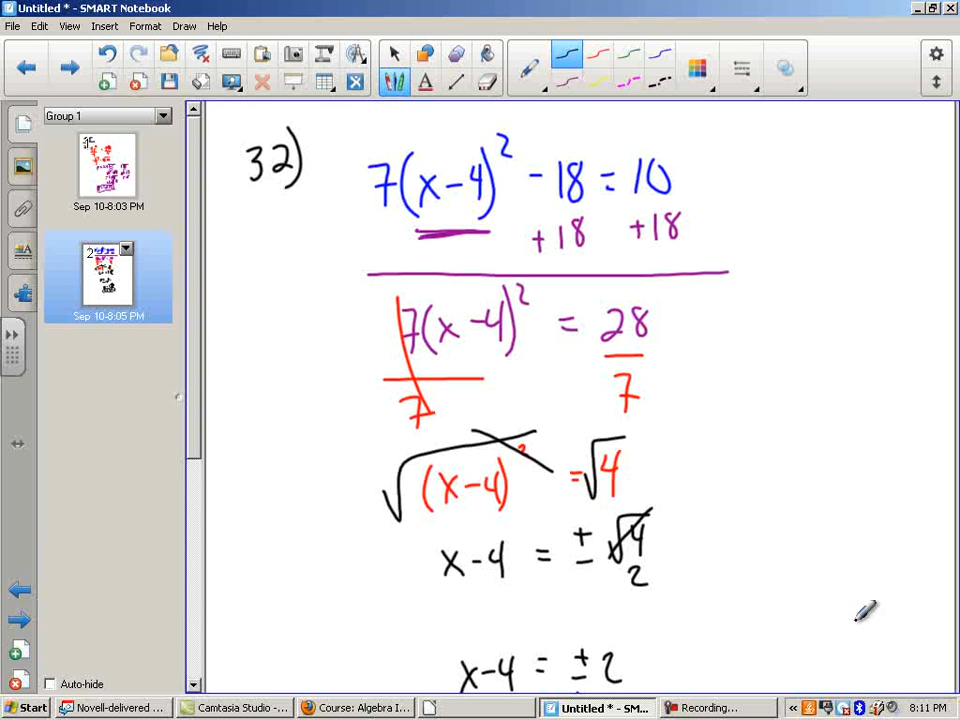 Untitled * - SMART Notebook
File Edit View Insert Format Draw Help
Group 1
Sep 10-8:03 PM
2
Sep 10-8:05 PM
Auto-hide
32) 7(x-4)² - 18 = 10
+18 +18
7(x-4)² = 28
7 7
√(x-4)² = √4
x-4 = ± √4
2
x-4 = ± 2
Start
Novell-delivered ...
Camtasia Studio - ...
Course: Algebra I...
Untitled * - SM...
Recording...
8:11 PM